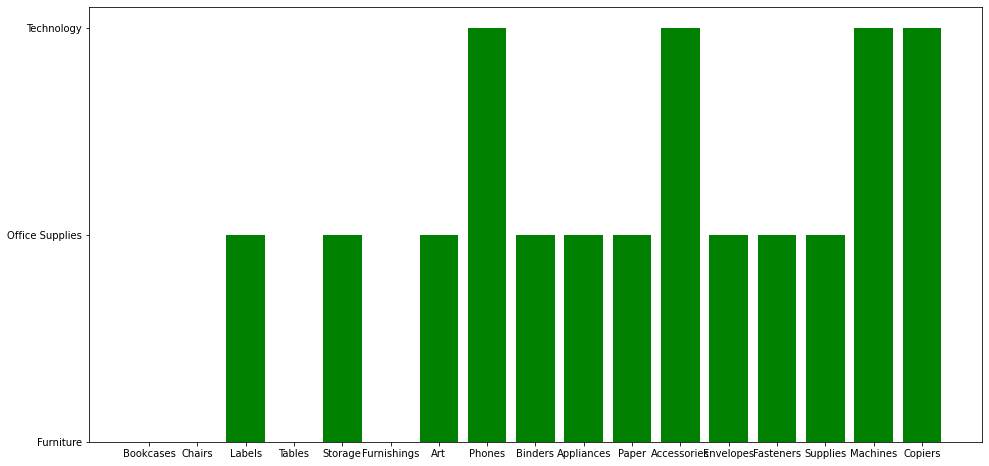 Technology
Office Supplies
Furniture
Bookcases Chairs Labels Tables Storage Furnishings Art Phones Binders Appliances Paper Accessories Envelopes Fasteners Supplies Machines Copiers